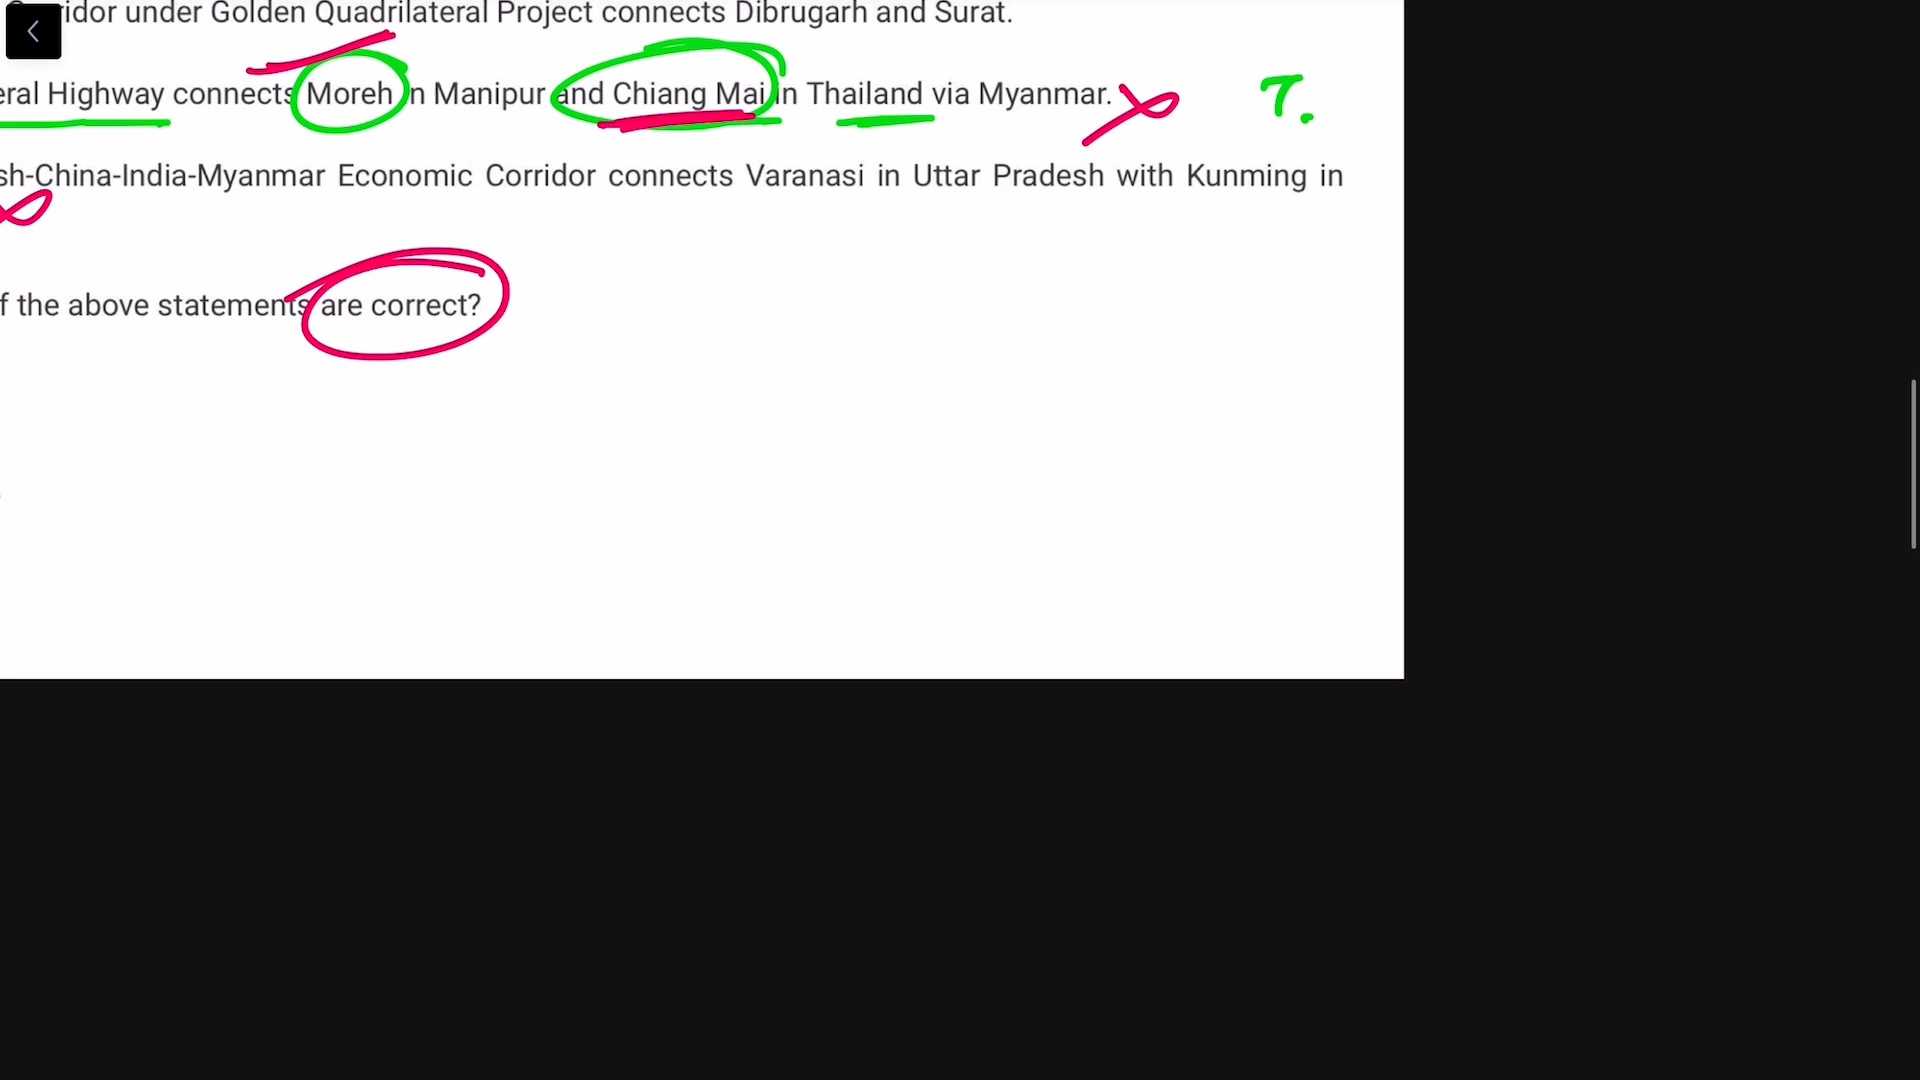 rridor under Golden Quadrilateral Project connects Dibrugarh and Surat.
eral Highway connects Moreh in Manipur and Chiang Mai in Thailand via Myanmar. ?
sh-China-India-Myanmar Economic Corridor connects Varanasi in Uttar Pradesh with Kunming in
f the above statements are correct?